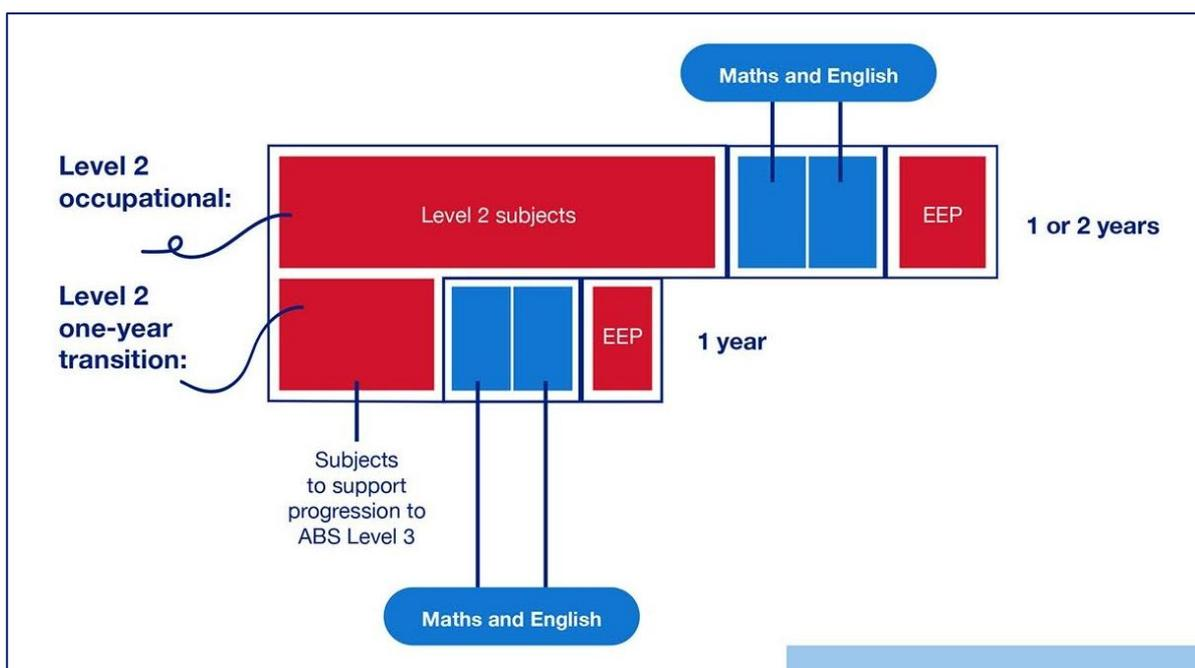 Maths and English
Level 2
occupational:
Level 2 subjects
EEP
1 or 2 years
Level 2
one-year
transition:
EEP
1 year
Subjects
to support
progression to
ABS Level 3
Maths and English